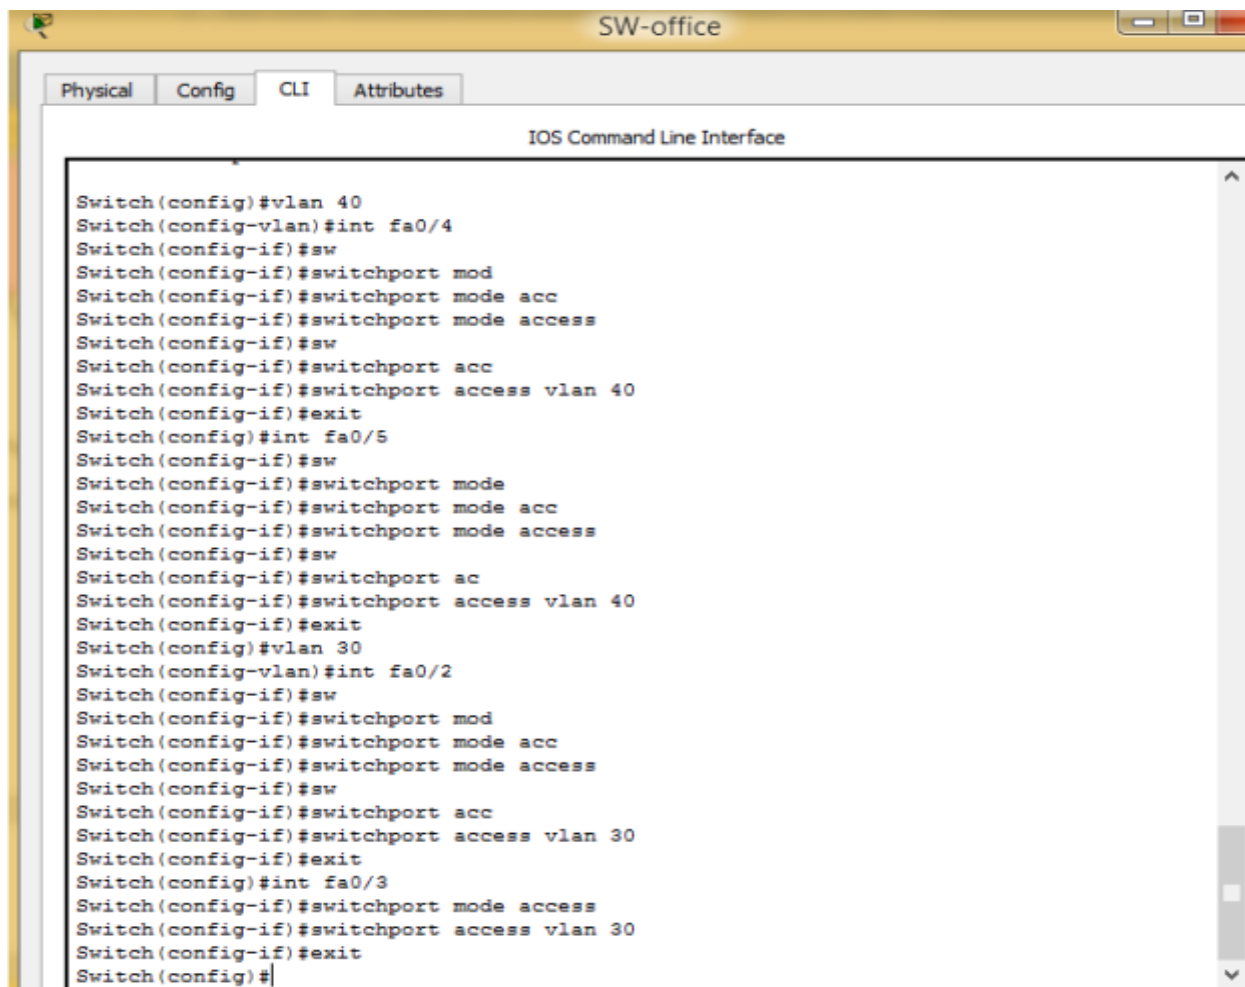 SW-office
Physical Config CLI Attributes
IOS Command Line Interface
Switch(config)#vlan 40
Switch(config-vlan)#int fa0/4
Switch(config-if)#sw
Switch(config-if)#switchport mod
Switch(config-if)#switchport mode acc
Switch(config-if)#switchport mode access
Switch(config-if)#sw
Switch(config-if)#switchport acc
Switch(config-if)#switchport access vlan 40
Switch(config-if)#exit
Switch(config)#int fa0/5
Switch(config-if)#sw
Switch(config-if)#switchport mode
Switch(config-if)#switchport mode acc
Switch(config-if)#switchport mode access
Switch(config-if)#sw
Switch(config-if)#switchport ac
Switch(config-if)#switchport access vlan 40
Switch(config-if)#exit
Switch(config)#vlan 30
Switch(config-vlan)#int fa0/2
Switch(config-if)#sw
Switch(config-if)#switchport mod
Switch(config-if)#switchport mode acc
Switch(config-if)#switchport mode access
Switch(config-if)#sw
Switch(config-if)#switchport acc
Switch(config-if)#switchport access vlan 30
Switch(config-if)#exit
Switch(config)#int fa0/3
Switch(config-if)#switchport mode access
Switch(config-if)#switchport access vlan 30
Switch(config-if)#exit
Switch(config)#